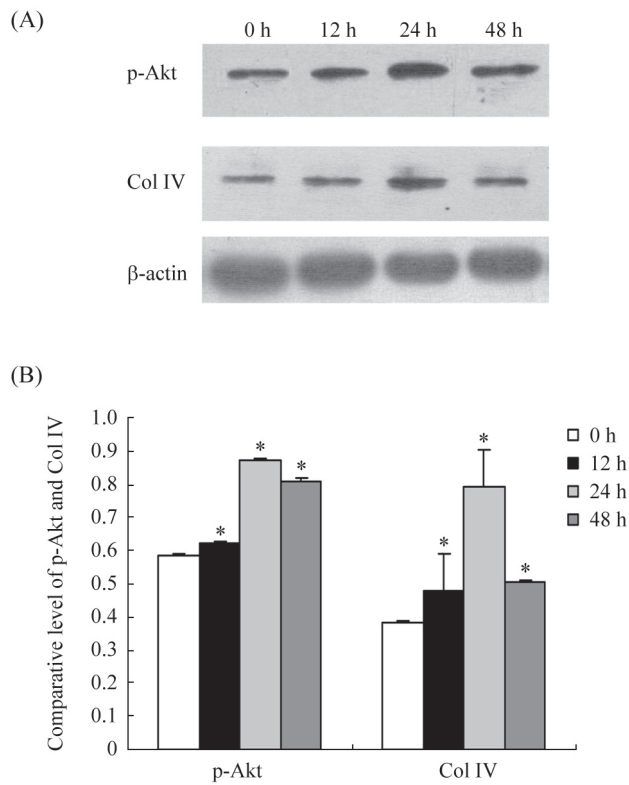 (A)
0 h 12 h 24 h 48 h
p-Akt
Col IV
β-actin
(B)
Comparative level of p-Akt and Col IV
1.0
0.9
0.8
0.7
0.6
0.5
0.4
0.3
0.2
0.1
0
* * *
* * *
p-Akt Col IV
0 h
12 h
24 h
48 h